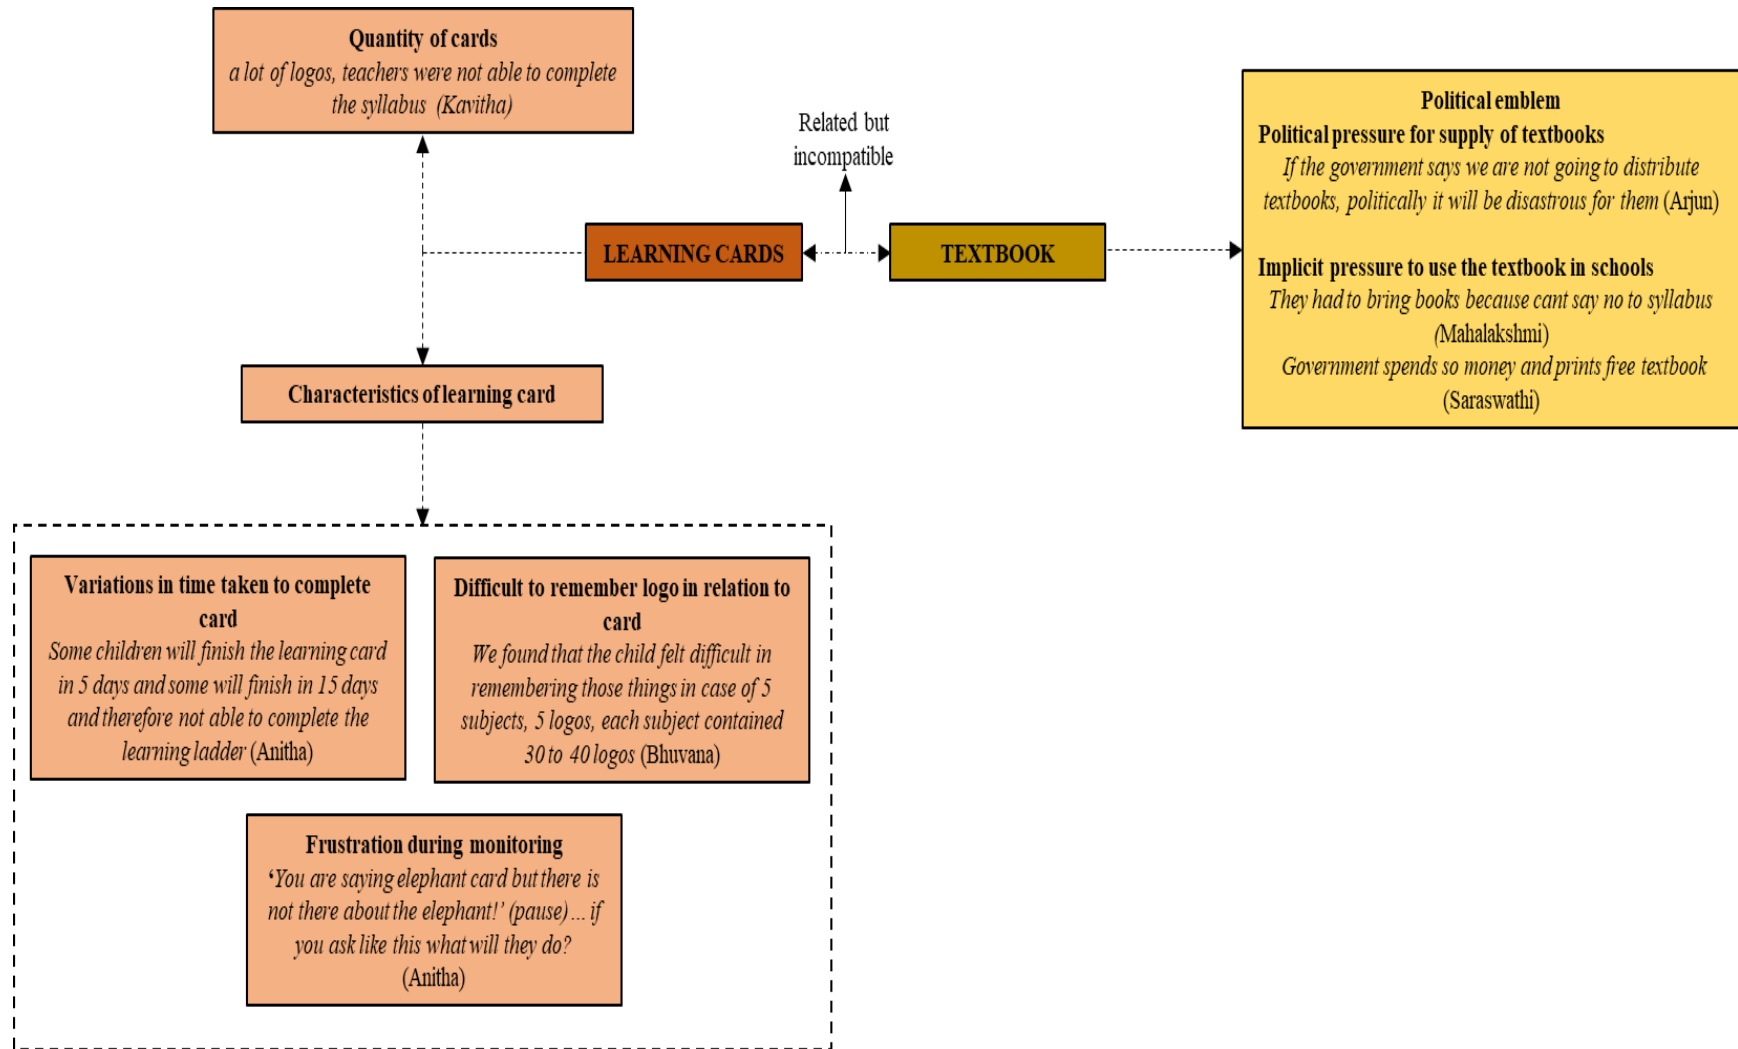 Quantity of cards
a lot of logos, teachers were not able to complete
the syllabus (Kavitha)
Related but
incompatible
LEARNING CARDS
TEXTBOOK
Political emblem
Political pressure for supply of textbooks
If the government says we are not going to distribute
textbooks, politically it will be disastrous for them (Arjun)
Implicit pressure to use the textbook in schools
They had to bring books because cant say no to syllabus
(Mahalakshmi)
Government spends so money and prints free textbook
(Saraswathi)
Characteristics of learning card
Variations in time taken to complete
card
Some children will finish the learning card
in 5 days and some will finish in 15 days
and therefore not able to complete the
learning ladder (Anitha)
Difficult to remember logo in relation to
card
We found that the child felt difficult in
remembering those things in case of 5
subjects, 5 logos, each subject contained
30 to 40 logos (Bhuvana)
Frustration during monitoring
‘You are saying elephant card but there is
not there about the elephant!’ (pause) ... if
you ask like this what will they do?
(Anitha)